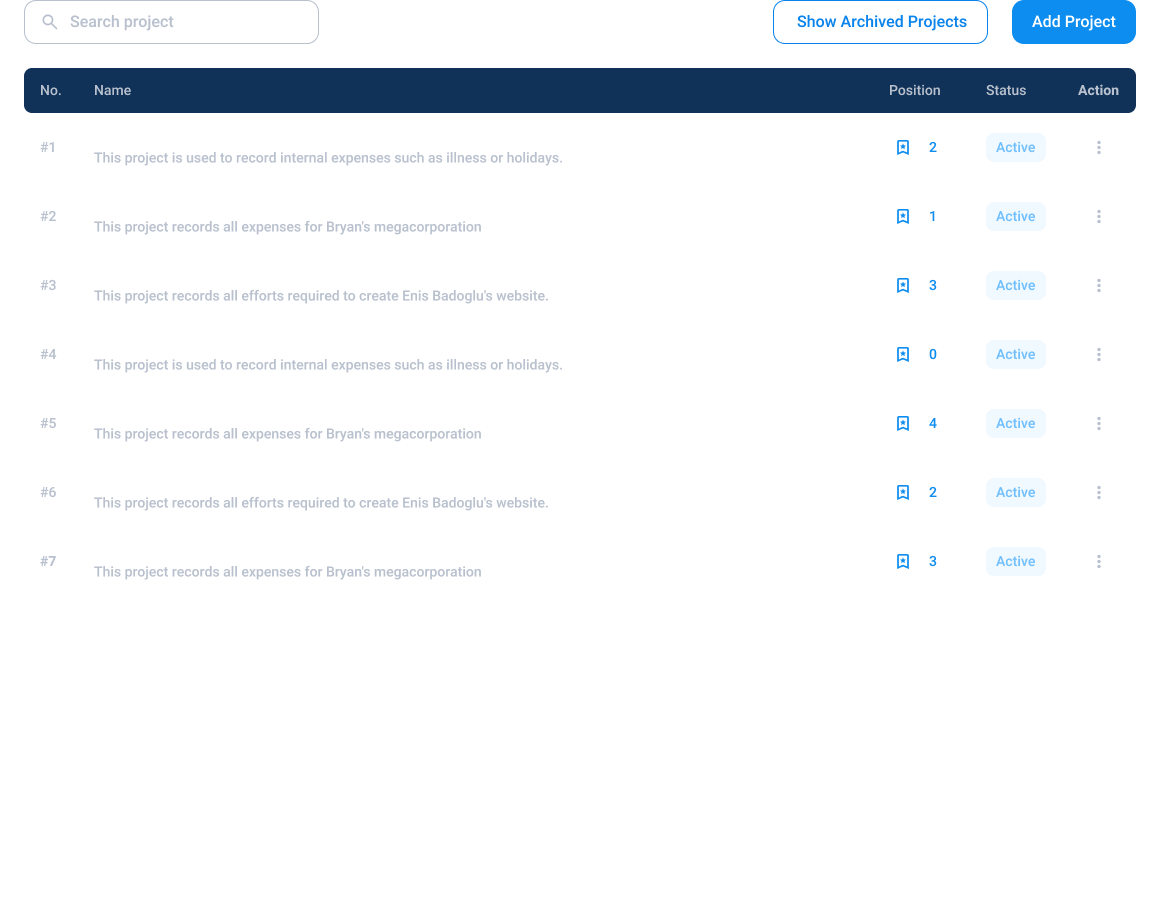 Search project
Show Archived Projects
Add Project
No. Name Position Status Action
#1 This project is used to record internal expenses such as illness or holidays. 2 Active
#2 This project records all expenses for Bryan's megacorporation 1 Active
#3 This project records all efforts required to create Enis Badoglu's website. 3 Active
#4 This project is used to record internal expenses such as illness or holidays. 0 Active
#5 This project records all expenses for Bryan's megacorporation 4 Active
#6 This project records all efforts required to create Enis Badoglu's website. 2 Active
#7 This project records all expenses for Bryan's megacorporation 3 Active